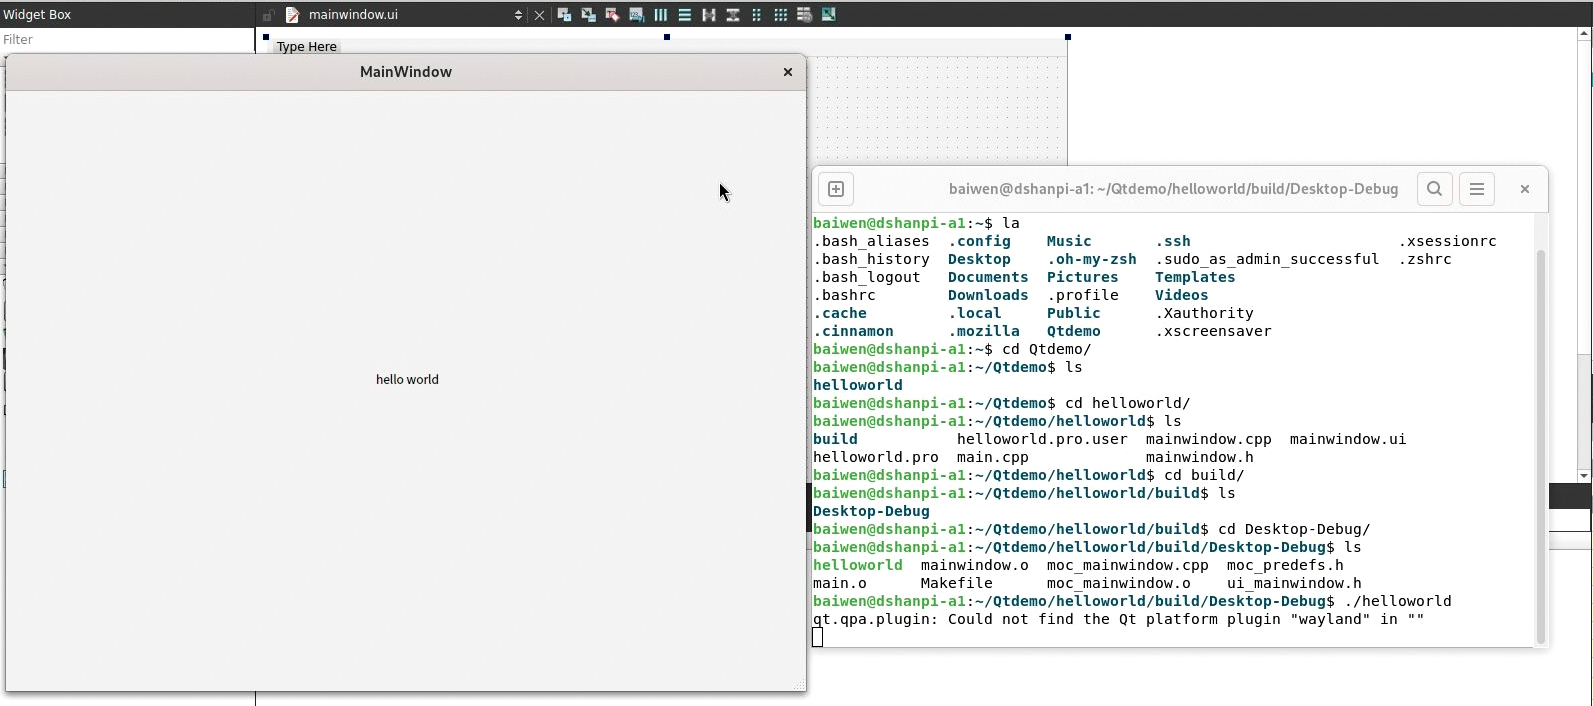 Widget Box
mainwindow.ui
Filter
Type Here
MainWindow
hello world
baiwen@dshanpi-a1: ~/Qtdemo/helloworld/build/Desktop-Debug
baiwen@dshanpi-a1:~$ la
.bash_aliases .config Music .ssh .xsessionrc
.bash_history Desktop .oh-my-zsh .sudo_as_admin_successful .zshrc
.bash_logout Documents Pictures Templates
.bashrc Downloads .profile Videos
.cache .local Public .Xauthority
.cinnamon .mozilla Qtdemo .xscreensaver
baiwen@dshanpi-a1:~$ cd Qtdemo/
baiwen@dshanpi-a1:~/Qtdemo$ ls
helloworld
baiwen@dshanpi-a1:~/Qtdemo$ cd helloworld/
baiwen@dshanpi-a1:~/Qtdemo/helloworld$ ls
build helloworld.pro.user mainwindow.cpp mainwindow.ui
helloworld.pro main.cpp mainwindow.h
baiwen@dshanpi-a1:~/Qtdemo/helloworld$ cd build/
baiwen@dshanpi-a1:~/Qtdemo/helloworld/build$ ls
Desktop-Debug
baiwen@dshanpi-a1:~/Qtdemo/helloworld/build$ cd Desktop-Debug/
baiwen@dshanpi-a1:~/Qtdemo/helloworld/build/Desktop-Debug$ ls
helloworld mainwindow.o moc_mainwindow.cpp moc_predefs.h
main.o Makefile moc_mainwindow.o ui_mainwindow.h
baiwen@dshanpi-a1:~/Qtdemo/helloworld/build/Desktop-Debug$ ./helloworld
qt.qpa.plugin: Could not find the Qt platform plugin "wayland" in ""